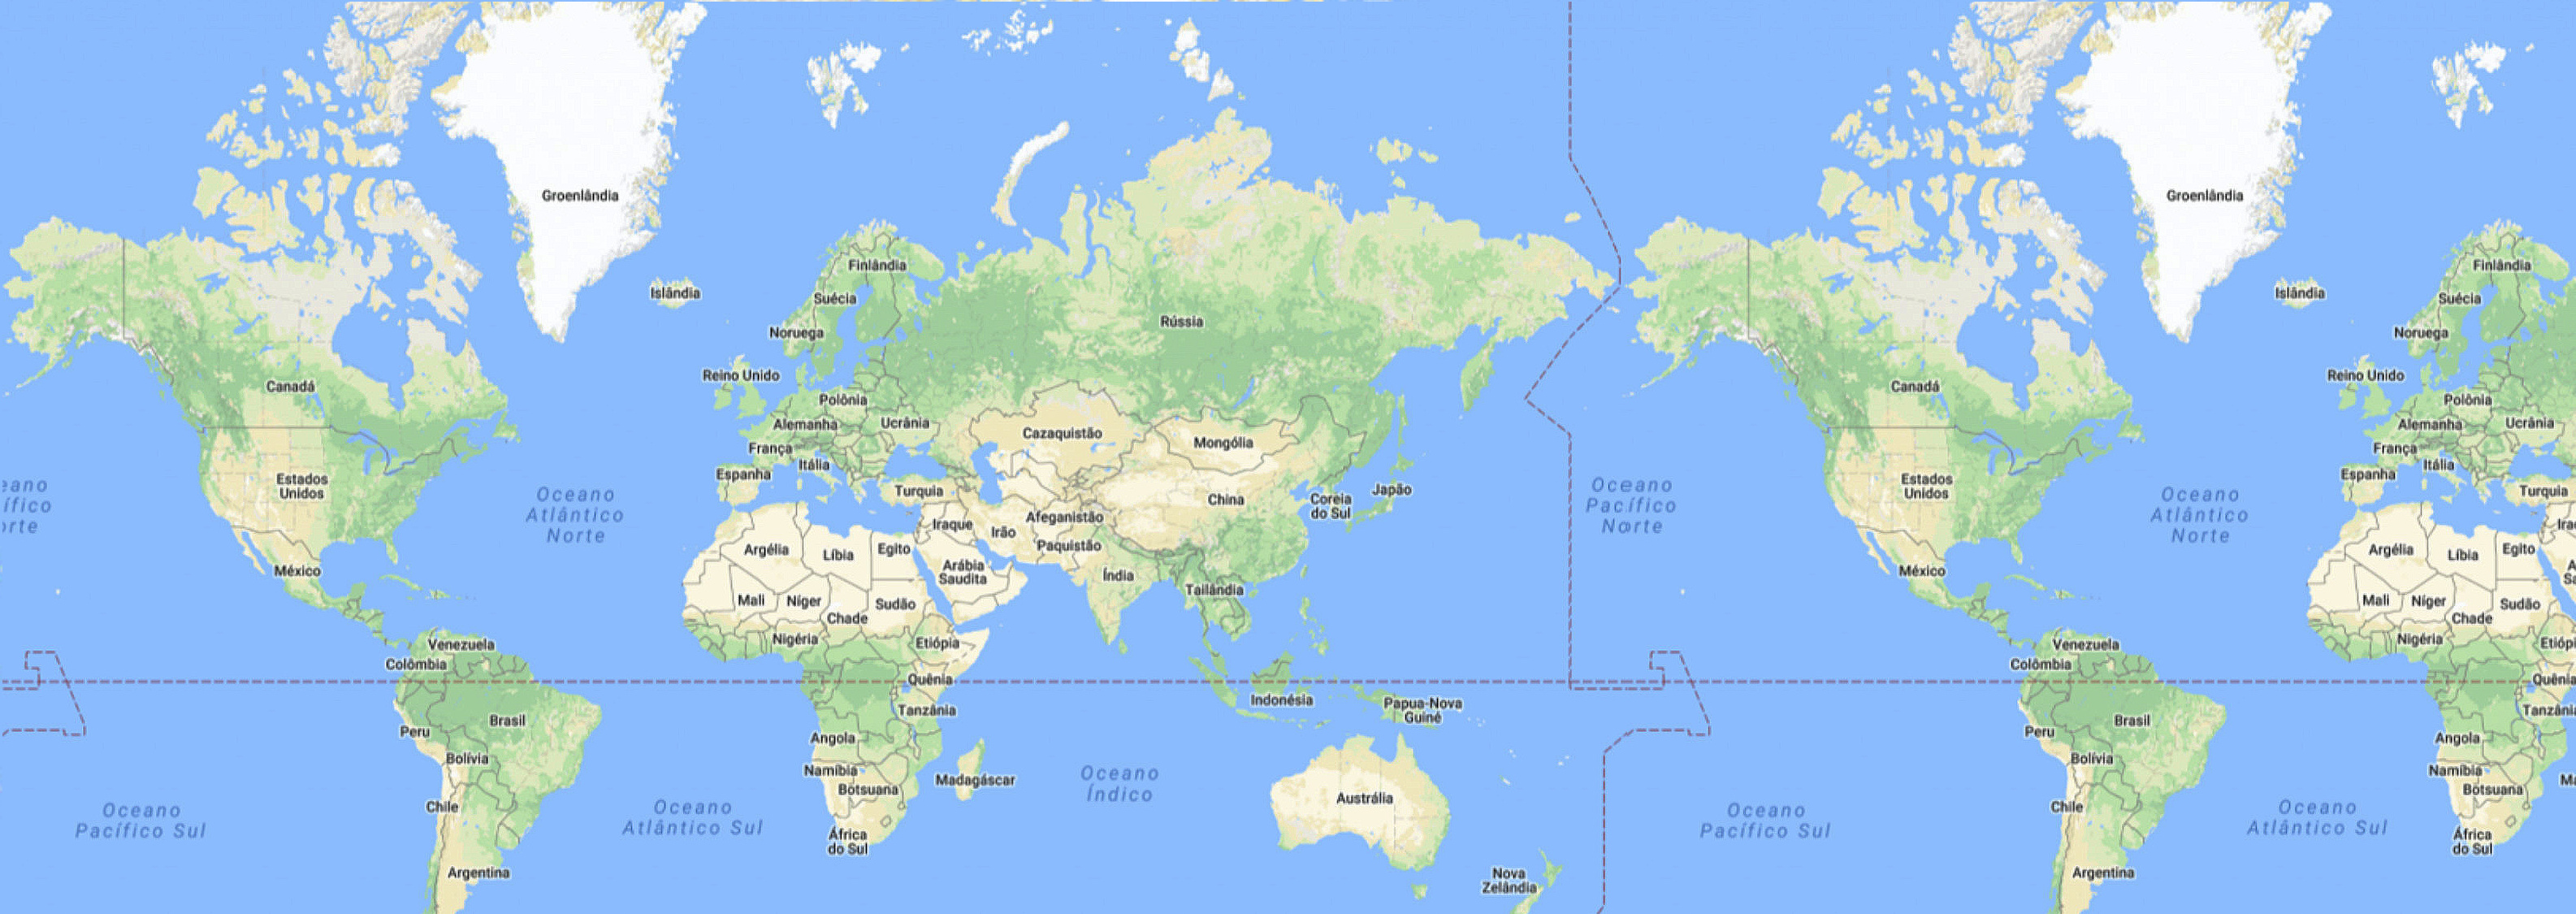 Groenlândia
Groenlândia
Finlândia
Finlândia
Islândia
Suécia
Islândia
Suécia
Rússia
Noruega
Noruega
Reino Unido
Reino Unido
Canadá
Canadá
Polônia
Polônia
Alemanha
Ucrânia
Alemanha
Ucrânia
Cazaquistão
Mongólia
França
França
Itália
Itália
Espanha
Espanha
Estados
Unidos
Estados
Unidos
Turquia
Turquia
China
Coreia
do Sul
Japão
eano
ífico
orte
Oceano
Atlântico
Norte
Oceano
Pacífico
Norte
Oceano
Atlântico
Norte
Iraque
Irão
Afeganistão
Paquistão
Ira
Argélia
Líbia
Egito
Argélia
Líbia
Egito
Arábia
Saudita
A
Sa
México
México
Índia
Tailândia
Mali
Níger
Sudão
Chade
Mali
Níger
Sudão
Chade
Nigéria
Etiópia
Nigéria
Etióp
Venezuela
Venezuela
Colômbia
Colômbia
Quênia
Quênia
Indonésia
Papua-Nova
Guiné
Tanzânia
Tanzânia
Brasil
Brasil
Peru
Peru
Angola
Angola
Bolívia
Bolívia
Namíbia
Namíbia
Botsuana
Botsuana
Madagáscar
Ma
Oceano
Índico
Austrália
Chile
Chile
Oceano
Pacífico Sul
Oceano
Atlântico Sul
Oceano
Pacífico Sul
Oceano
Atlântico Sul
África
do Sul
África
do Sul
Argentina
Argentina
Nova
Zelândia